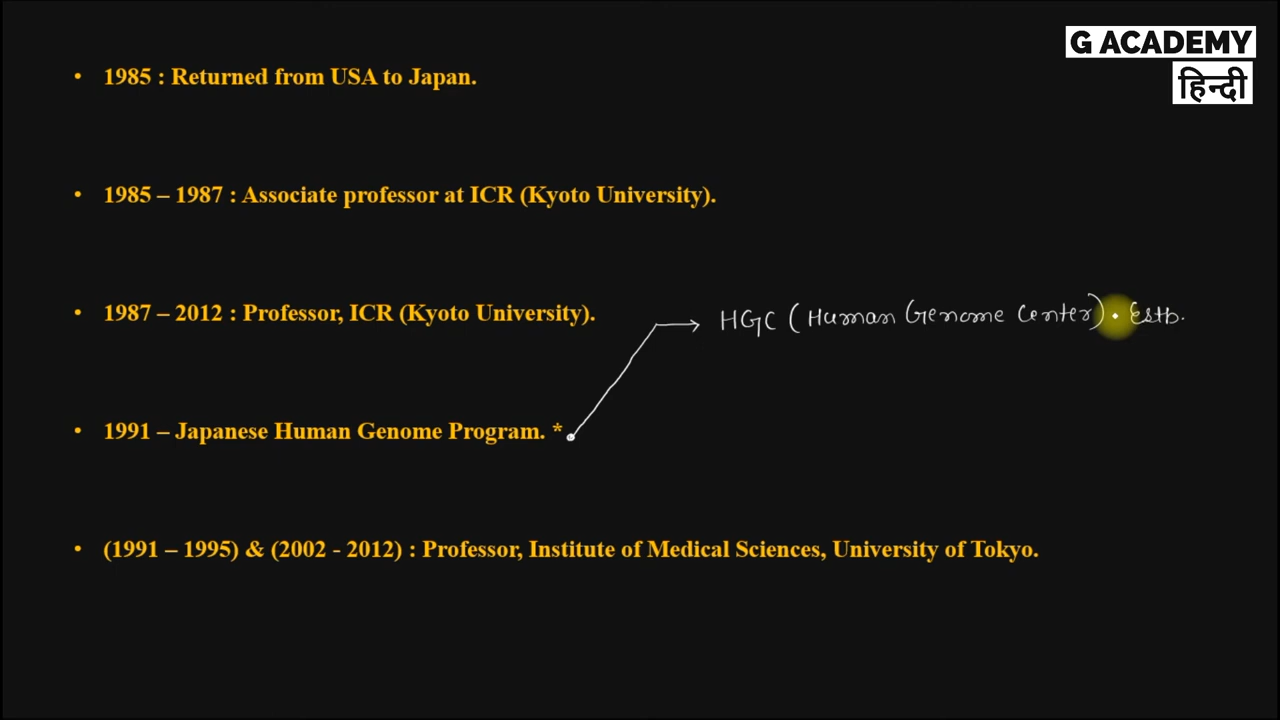 G ACADEMY
हिन्दी
• 1985 : Returned from USA to Japan.
• 1985 – 1987 : Associate professor at ICR (Kyoto University).
• 1987 – 2012 : Professor, ICR (Kyoto University).
HGC (Human Genome Center). Estb.
• 1991 – Japanese Human Genome Program. *
• (1991 – 1995) & (2002 - 2012) : Professor, Institute of Medical Sciences, University of Tokyo.